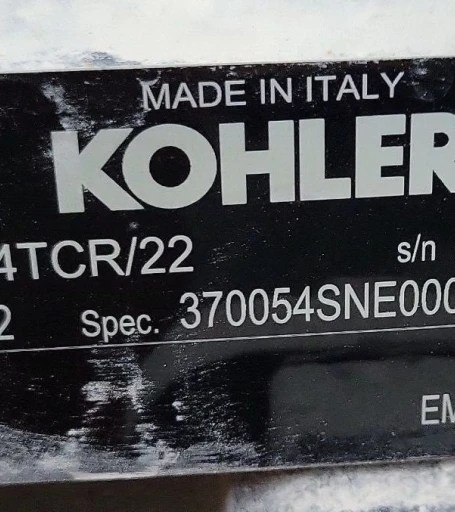 MADE IN ITALY
KOHLER
4TCR/22 s/n
2 Spec. 370054SNE000
EM